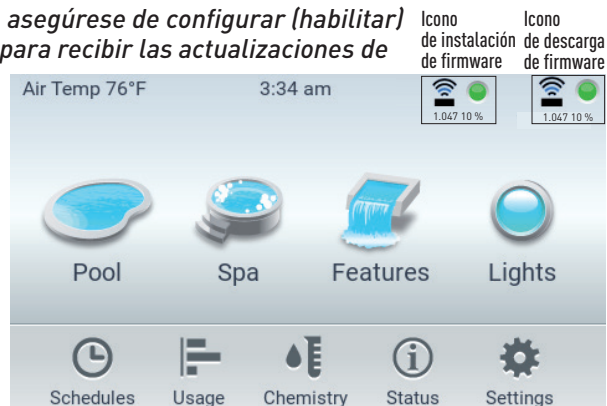 asegúrese de configurar (habilitar)
para recibir las actualizaciones de
Icono
de instalación
de firmware
Icono
de descarga
de firmware
Air Temp 76°F
3:34 am
1.047 10 %
1.047 10 %
Pool
Spa
Features
Lights
Schedules
Usage
Chemistry
Status
Settings